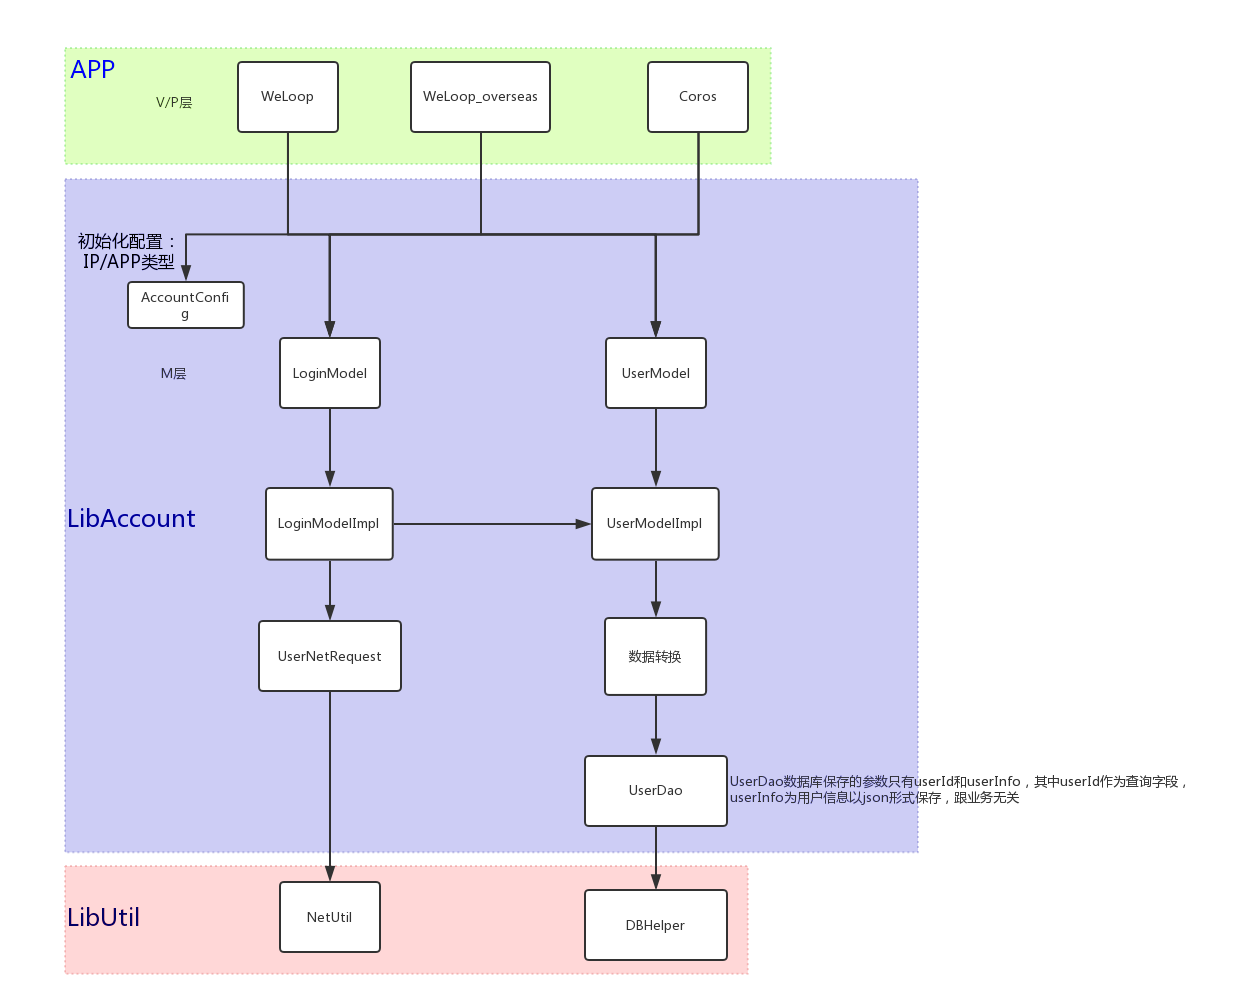 APP
V/P层
WeLoop
WeLoop_overseas
Coros
初始化配置：
IP/APP类型
AccountConfi
g
M层
LoginModel
UserModel
LibAccount
LoginModelImpl
UserModelImpl
UserNetRequest
数据转换
UserDao
UserDao数据库保存的参数只有userId和userInfo，其中userId作为查询字段，
userInfo为用户信息以json形式保存，跟业务无关
LibUtil
NetUtil
DBHelper